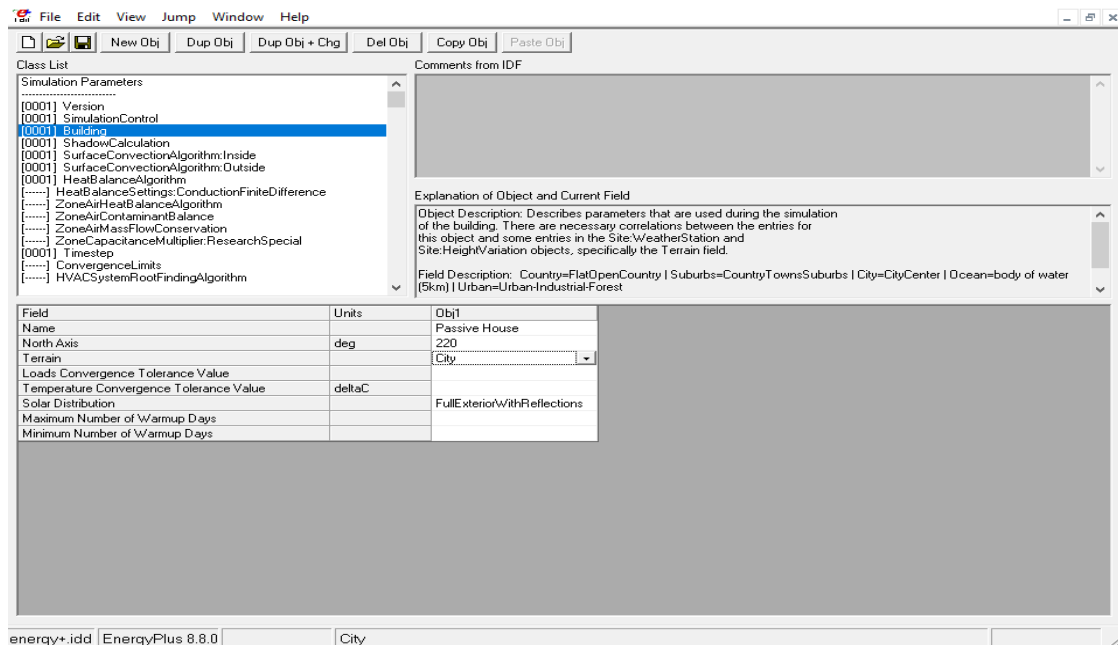 File Edit View Jump Window Help
New Obj Dup Obj Dup Obj + Chg Del Obj Copy Obj Paste Obj
Class List
Simulation Parameters
----------------------------
[0001] Version
[0001] SimulationControl
[0001] Building
[0001] ShadowCalculation
[0001] SurfaceConvectionAlgorithm:Inside
[0001] SurfaceConvectionAlgorithm:Outside
[0001] HeatBalanceAlgorithm
[------] HeatBalanceSettings:ConductionFiniteDifference
[------] ZoneAirHeatBalanceAlgorithm
[------] ZoneAirContaminantBalance
[------] ZoneAirMassFlowConservation
[------] ZoneCapacitanceMultiplier:ResearchSpecial
[0001] Timestep
[------] ConvergenceLimits
[------] HVACSystemRootFindingAlgorithm
Comments from IDF
Explanation of Object and Current Field
Object Description: Describes parameters that are used during the simulation
of the building. There are necessary correlations between the entries for
this object and some entries in the Site:WeatherStation and
Site:HeightVariation objects, specifically the Terrain field.
Field Description: Country=FlatOpenCountry | Suburbs=CountryTownsSuburbs | City=CityCenter | Ocean=body of water
(5km) | Urban=Urban-Industrial-Forest
Field Units Obj1
Name Passive House
North Axis deg 220
Terrain City
Loads Convergence Tolerance Value
Temperature Convergence Tolerance Value deltaC
Solar Distribution FullExteriorWithReflections
Maximum Number of Warmup Days
Minimum Number of Warmup Days
energy+.idd EnergyPlus 8.8.0 City